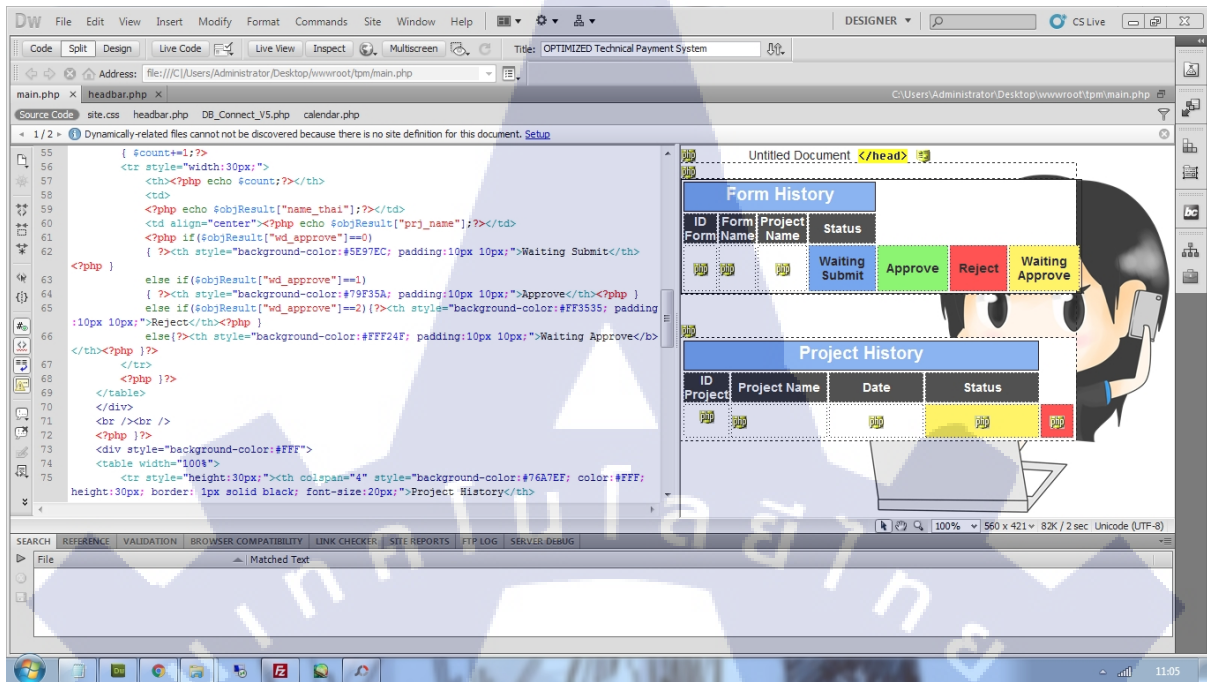 DW File Edit View Insert Modify Format Commands Site Window Help DESIGNER CS Live
Code Split Design Live Code Live View Inspect Multiscreen Title: OPTIMIZED Technical Payment System
Address: file:///C|/Users/Administrator/Desktop/wwwroot/tpm/main.php
main.php × headbar.php × C:\Users\Administrator\Desktop\wwwroot\tpm\main.php
Source Code site.css headbar.php DB_Connect_V5.php calendar.php
1 / 2 Dynamically-related files cannot not be discovered because there is no site definition for this document. Setup
55 { $count+=1;?>
56 <tr style="width:30px;">
57 <th><?php echo $count;?></th>
58 <td>
59 <?php echo $objResult["name_thai"];?></td>
60 <td align="center"><?php echo $objResult["prj_name"];?></td>
61 <?php if($objResult["wd_approve"]==0)
62 { ?><th style="background-color:#5E97EC; padding:10px 10px;">Waiting Submit</th>
<?php }
63 else if($objResult["wd_approve"]==1)
64 { ?><th style="background-color:#79F35A; padding:10px 10px;">Approve</th><?php }
65 else if($objResult["wd_approve"]==2){?><th style="background-color:#FF3535; padding
:10px 10px;">Reject</th><?php }
66 else{?><th style="background-color:#FFF24F; padding:10px 10px;">Waiting Approve</b>
</th><?php }?>
67 </tr>
68 <?php }?>
69 </table>
70 </div>
71 <br /><br />
72 <?php }?>
73 <div style="background-color:#FFF">
74 <table width="100%">
75 <tr style="height:30px;"><th colspan="4" style="background-color:#76A7EF; color:#FFF;
height:30px; border: 1px solid black; font-size:20px;">Project History</th>
php Untitled Document </head>
php
Form History
ID Form Form Name Project Name Status
php php php Waiting Submit Approve Reject Waiting Approve
php
Project History
ID Project Project Name Date Status
php php php php php
100% 560 x 421 82K / 2 sec Unicode (UTF-8)
SEARCH REFERENCE VALIDATION BROWSER COMPATIBILITY LINK CHECKER SITE REPORTS FTP LOG SERVER DEBUG
File Matched Text
11:05